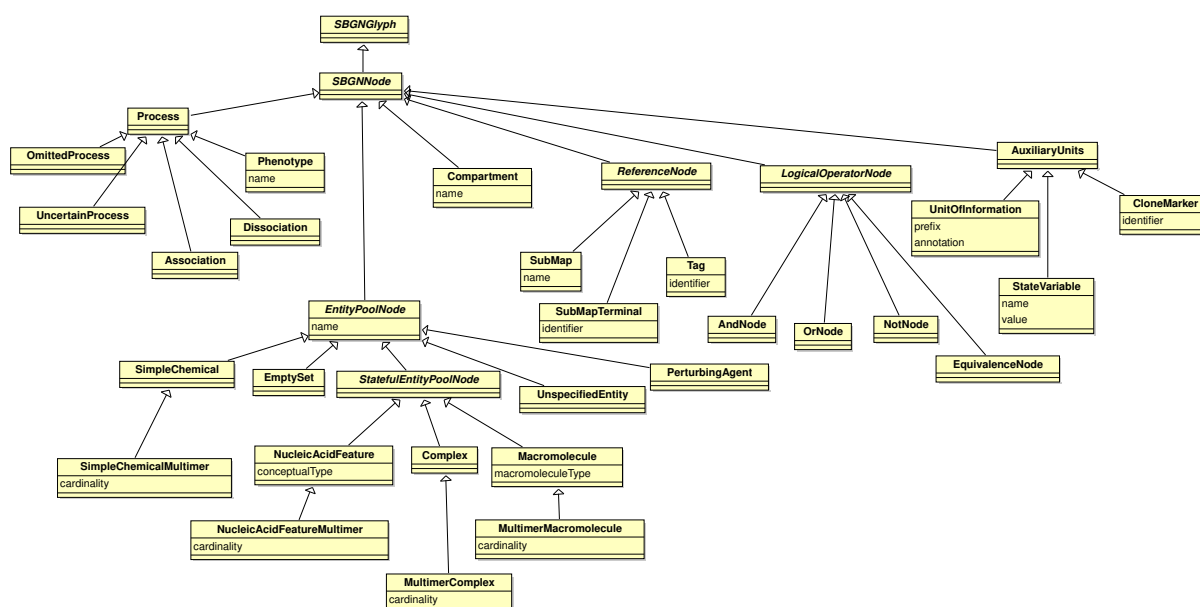 SBGNGlyph
SBGNNode
Process
OmittedProcess
Phenotype
name
UncertainProcess
Dissociation
Association
Compartment
name
ReferenceNode
LogicalOperatorNode
AuxiliaryUnits
UnitOfInformation
prefix
annotation
CloneMarker
identifier
SubMap
name
Tag
identifier
StateVariable
name
value
SubMapTerminal
identifier
AndNode
OrNode
NotNode
EquivalenceNode
EntityPoolNode
name
SimpleChemical
EmptySet
StatefulEntityPoolNode
UnspecifiedEntity
PerturbingAgent
SimpleChemicalMultimer
cardinality
NucleicAcidFeature
conceptualType
Complex
Macromolecule
macromoleculeType
NucleicAcidFeatureMultimer
cardinality
MultimerMacromolecule
cardinality
MultimerComplex
cardinality